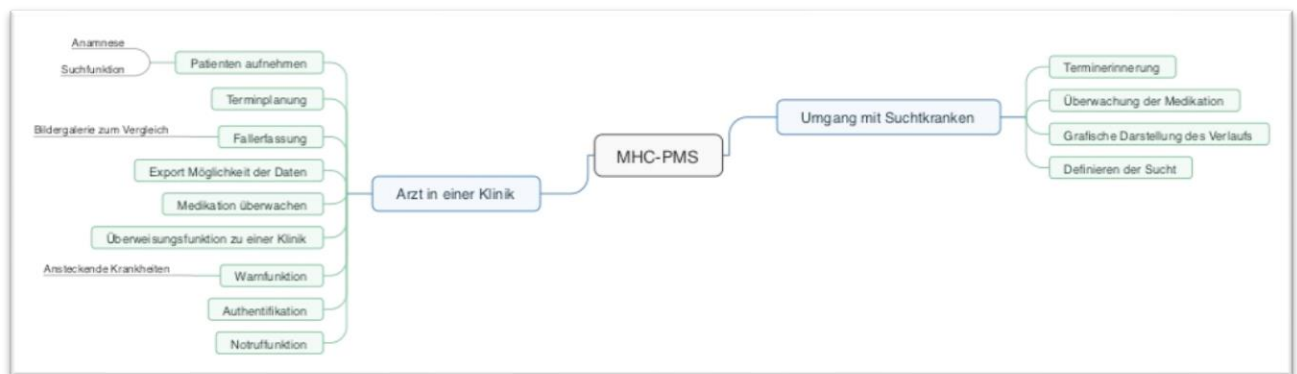 MHC-PMS
Arzt in einer Klinik
Patienten aufnehmen
Anamnese
Suchfunktion
Terminplanung
Fallerfassung
Bildergalerie zum Vergleich
Export Möglichkeit der Daten
Medikation überwachen
Überweisungsfunktion zu einer Klinik
Warnfunktion
Ansteckende Krankheiten
Authentifikation
Notruffunktion
Umgang mit Suchtkranken
Terminerinnerung
Überwachung der Medikation
Grafische Darstellung des Verlaufs
Definieren der Sucht